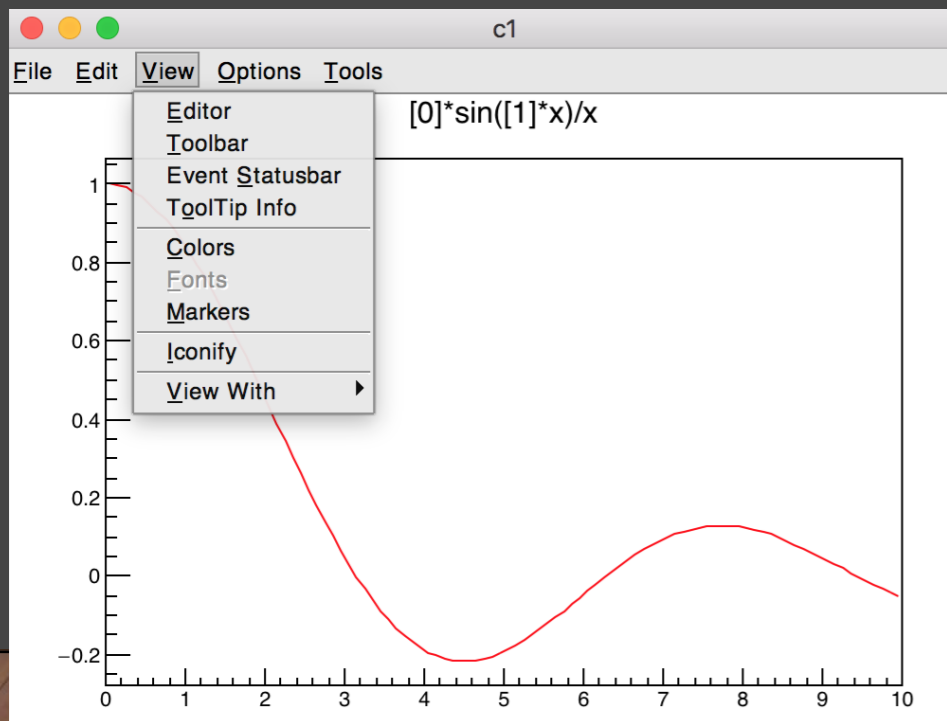 c1
File Edit View Options Tools
[0]*sin([1]*x)/x
Editor
Toolbar
Event Statusbar
ToolTip Info
Colors
Fonts
Markers
Iconify
View With
1
0.8
0.6
0.4
0.2
0
−0.2
0 1 2 3 4 5 6 7 8 9 10